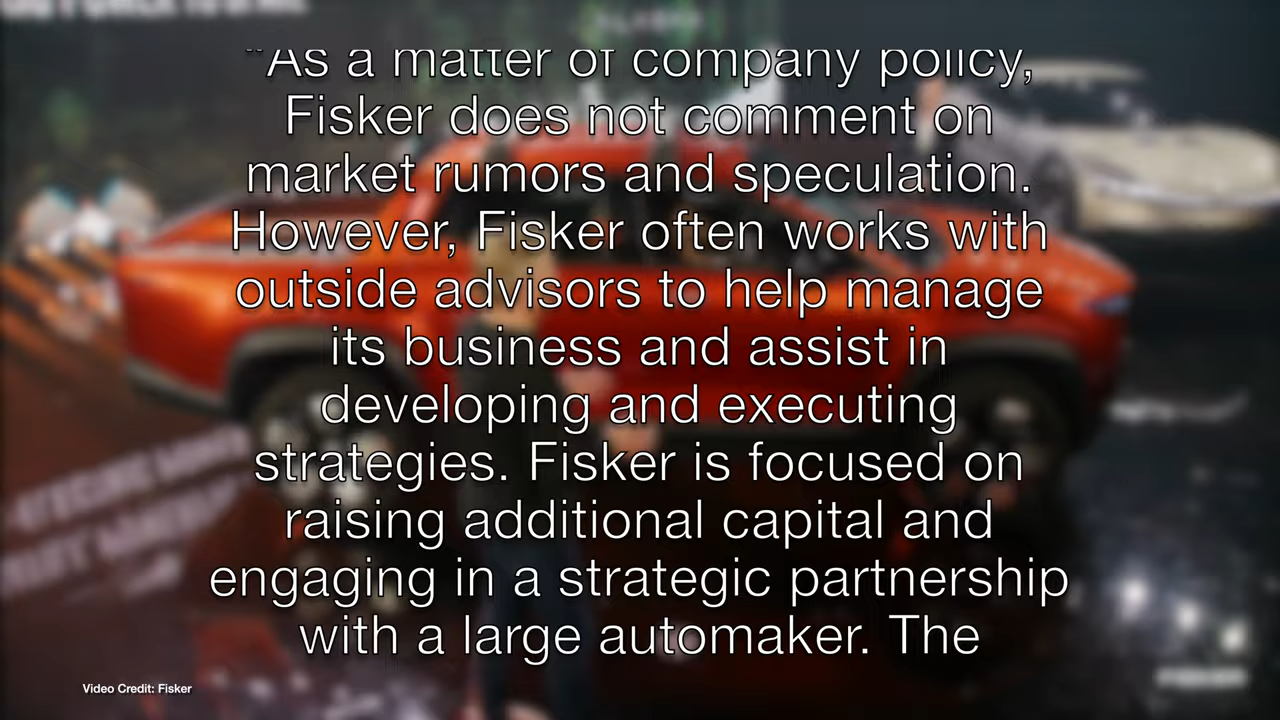 "As a matter of company policy,
Fisker does not comment on
market rumors and speculation.
However, Fisker often works with
outside advisors to help manage
its business and assist in
developing and executing
strategies. Fisker is focused on
raising additional capital and
engaging in a strategic partnership
with a large automaker. The
Video Credit: Fisker
FISKER